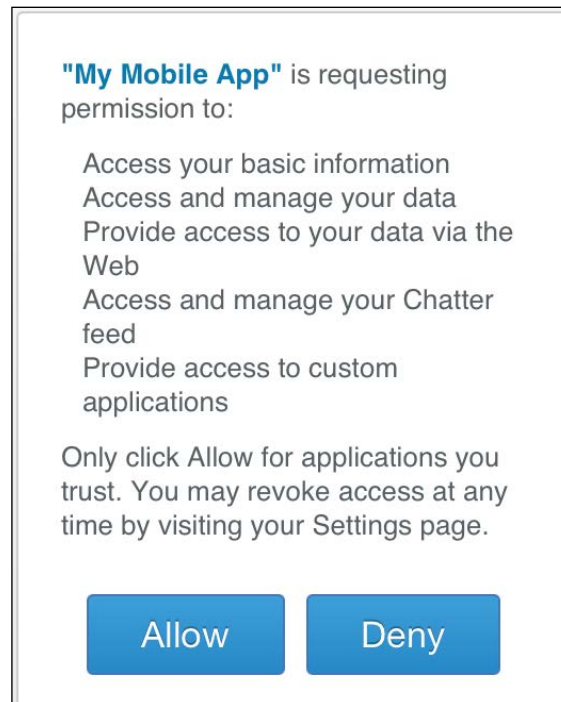 "My Mobile App" is requesting
permission to:
Access your basic information
Access and manage your data
Provide access to your data via the
Web
Access and manage your Chatter
feed
Provide access to custom
applications
Only click Allow for applications you
trust. You may revoke access at any
time by visiting your Settings page.
Allow Deny